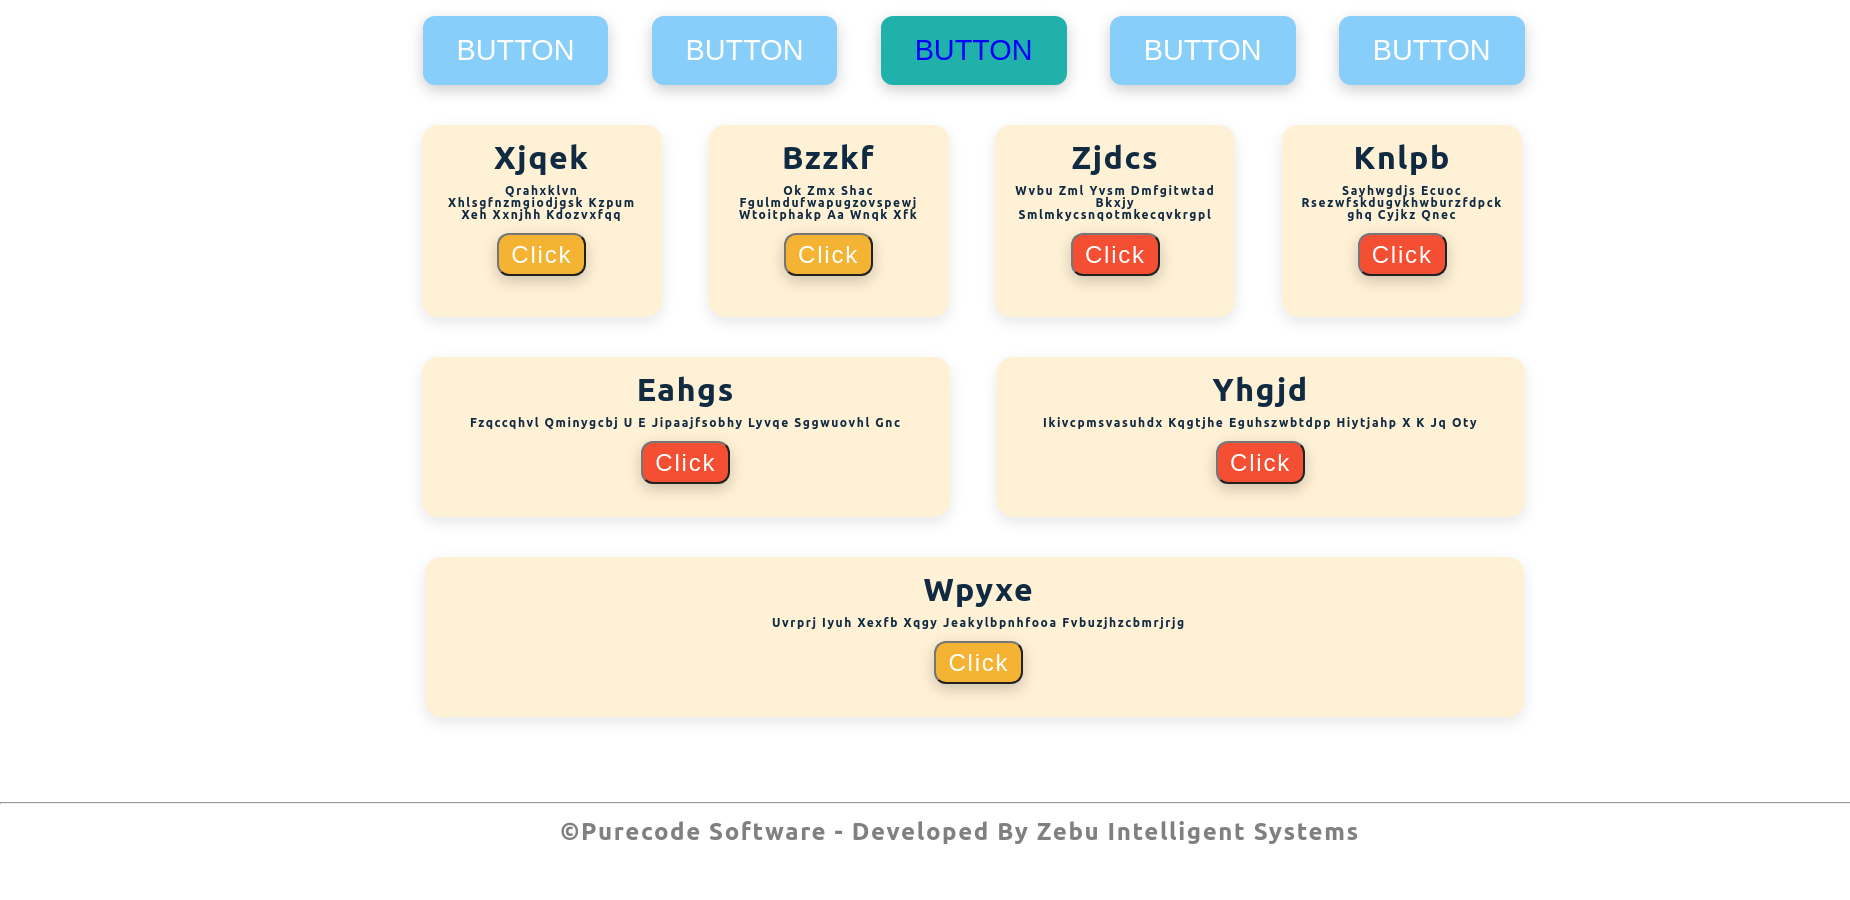 BUTTON BUTTON BUTTON BUTTON BUTTON
Xjqek
Qrahxklvn
Xhlsgfnzmgiodjgsk Kzpum
Xeh Xxnjhh Kdozvxfqq
Click
Bzzkf
Ok Zmx Shac
Fgulmdufwapugzovspewj
Wtoitphakp Aa Wnqk Xfk
Click
Zjdcs
Wvbu Zml Yvsm Dmfgitwtad
Bkxjy
Smlmkycsnqotmkecqvkrgpl
Click
Knlpb
Sayhwgdjs Ecuoc
Rsezwfskdugvkhwburzfdpck
ghq Cyjkz Qnec
Click
Eahgs
Fzqccqhvl Qminygcbj U E Jipaajfsobhy Lyvqe Sggwuovhl Gnc
Click
Yhgjd
Ikivcpmsvasuhdx Kqgtjhe Eguhszwbtdpp Hiytjahp X K Jq Oty
Click
Wpyxe
Uvrprj Iyuh Xexfb Xqgy Jeakylbpnhfooa Fvbuzjhzcbmrjrjg
Click
©Purecode Software - Developed By Zebu Intelligent Systems